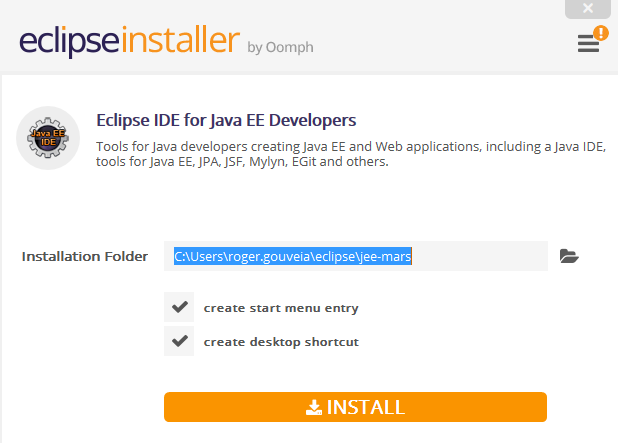 eclipseinstaller by Oomph
!
Java EE
IDE
Eclipse IDE for Java EE Developers
Tools for Java developers creating Java EE and Web applications, including a Java IDE,
tools for Java EE, JPA, JSF, Mylyn, EGit and others.
Installation Folder C:\Users\roger.gouveia\eclipse\jee-mars
create start menu entry
create desktop shortcut
INSTALL